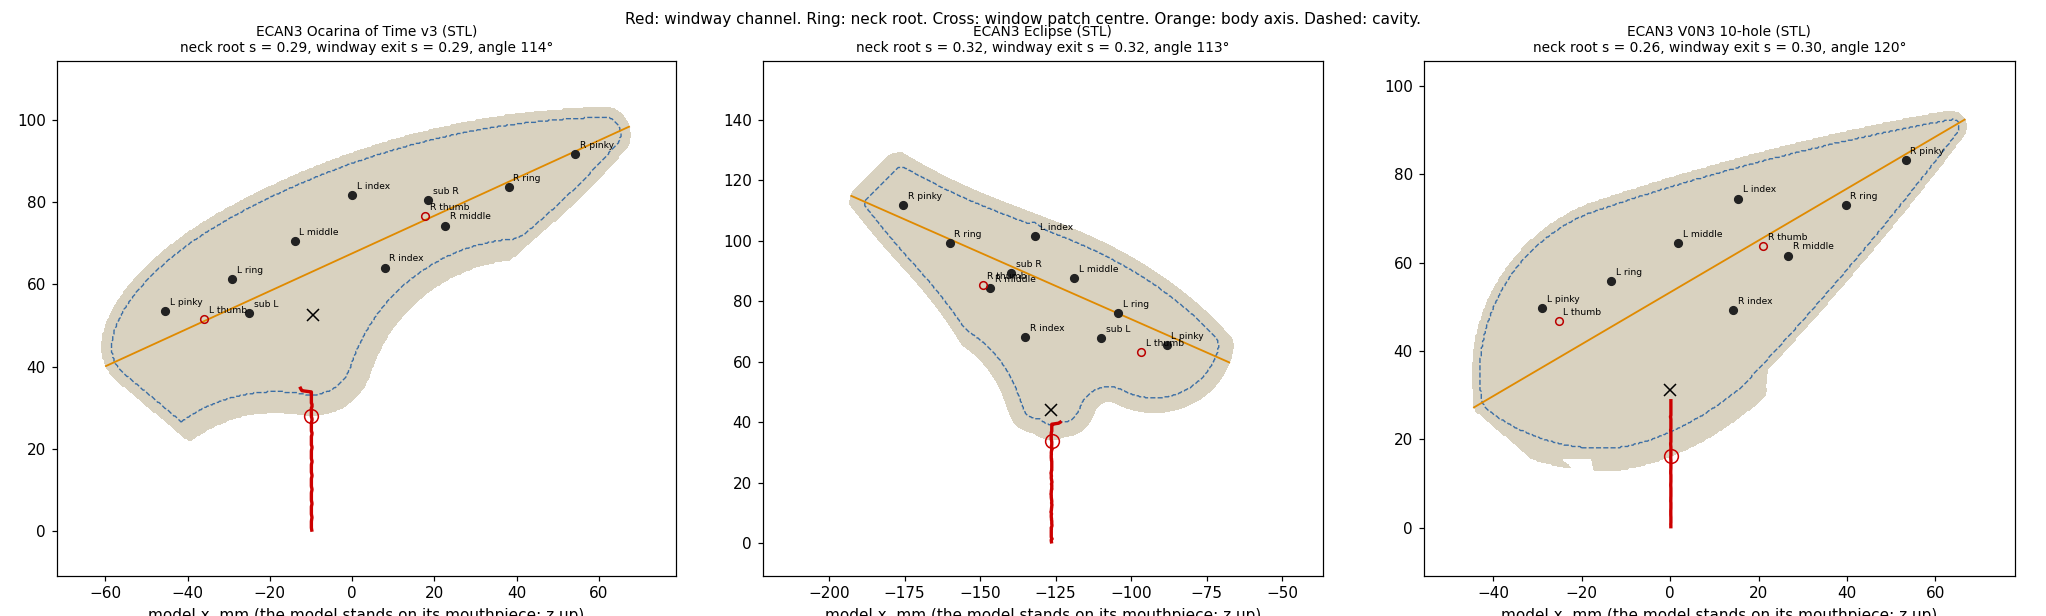 Red: windway channel. Ring: neck root. Cross: window patch centre. Orange: body axis. Dashed: cavity.
ECAN3 Ocarina of Time v3 (STL)
neck root s = 0.29, windway exit s = 0.29, angle 114°
100
80
60
40
20
0
−60
−40
−20
0
20
40
60
R pinky
R ring
L index
sub R
R thumb
R middle
L middle
R index
L ring
L pinky
L thumb
sub L
model x, mm (the model stands on its mouthpiece; z up)
ECAN3 Eclipse (STL)
neck root s = 0.32, windway exit s = 0.32, angle 113°
140
120
100
80
60
40
20
0
−200
−175
−150
−125
−100
−75
−50
R pinky
R ring
L index
sub R
R thumb
R middle
L middle
L ring
R index
sub L
L pinky
L thumb
model x, mm (the model stands on its mouthpiece; z up)
ECAN3 V0N3 10-hole (STL)
neck root s = 0.26, windway exit s = 0.30, angle 120°
100
80
60
40
20
0
−40
−20
0
20
40
60
R pinky
L index
R ring
L middle
R thumb
R middle
L ring
L pinky
L thumb
R index
model x, mm (the model stands on its mouthpiece; z up)